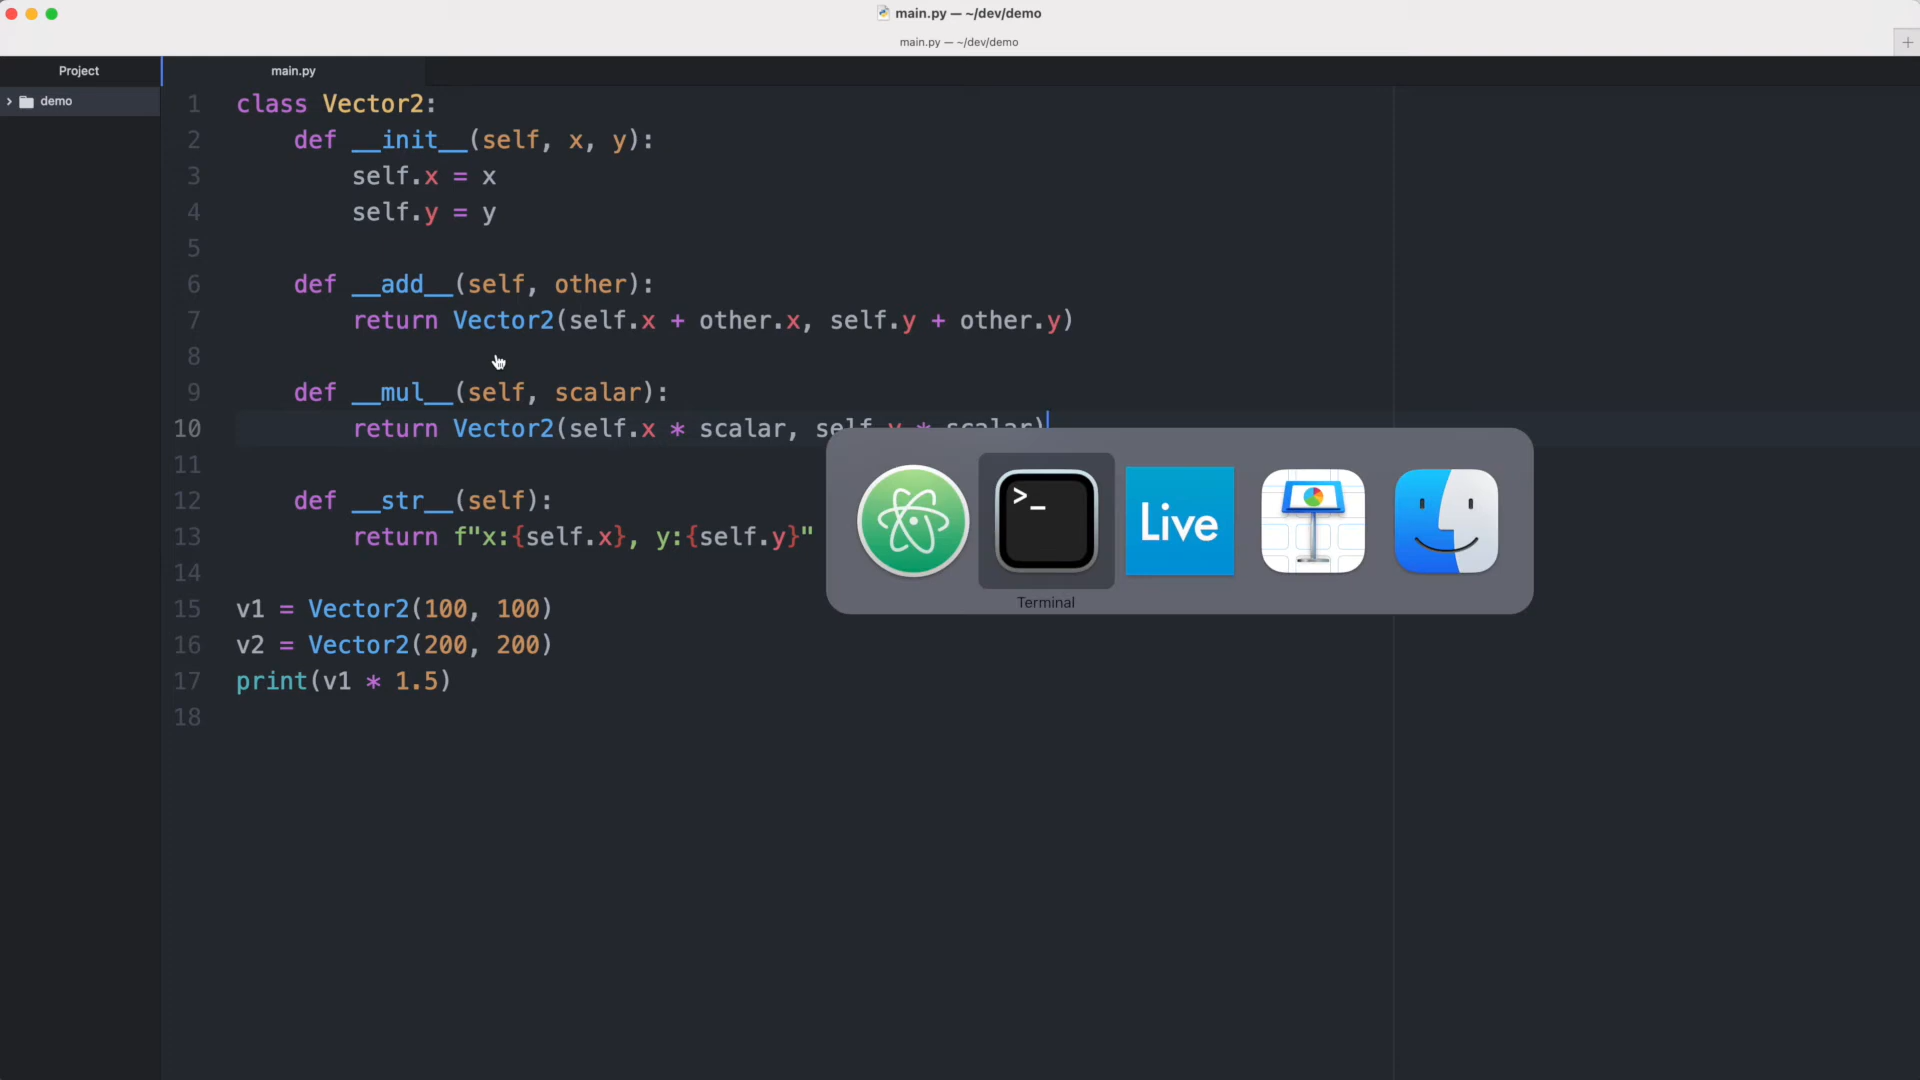 main.py — ~/dev/demo
main.py — ~/dev/demo
Project
main.py
demo
1 class Vector2:
2     def __init__(self, x, y):
3         self.x = x
4         self.y = y
5
6     def __add__(self, other):
7         return Vector2(self.x + other.x, self.y + other.y)
8
9     def __mul__(self, scalar):
10         return Vector2(self.x * scalar, self.y * scalar)
11
12     def __str__(self):
13         return f"x:{self.x}, y:{self.y}"
14
15 v1 = Vector2(100, 100)
16 v2 = Vector2(200, 200)
17 print(v1 * 1.5)
18
>_
Live
Terminal